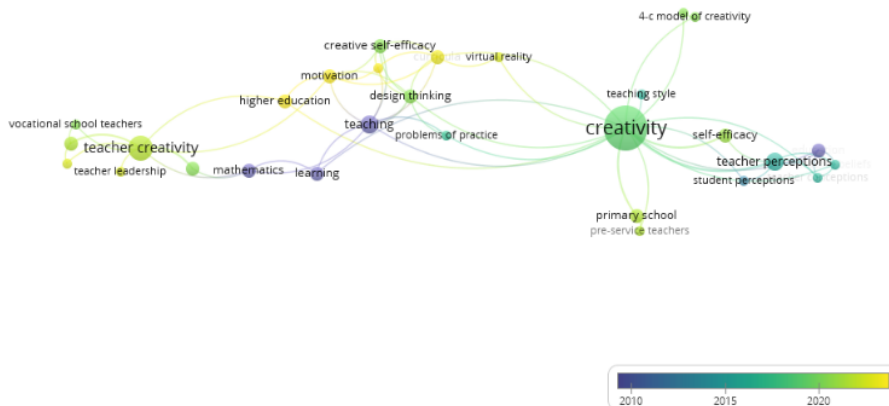 4-c model of creativity
creative self-efficacy
curricula
virtual reality
motivation
higher education
design thinking
teaching style
vocational school teachers
teaching
creativity
problems of practice
self-efficacy
teacher creativity
teacher perceptions
teacher leadership
mathematics
learning
student perceptions
primary school
pre-service teachers
2010
2015
2020